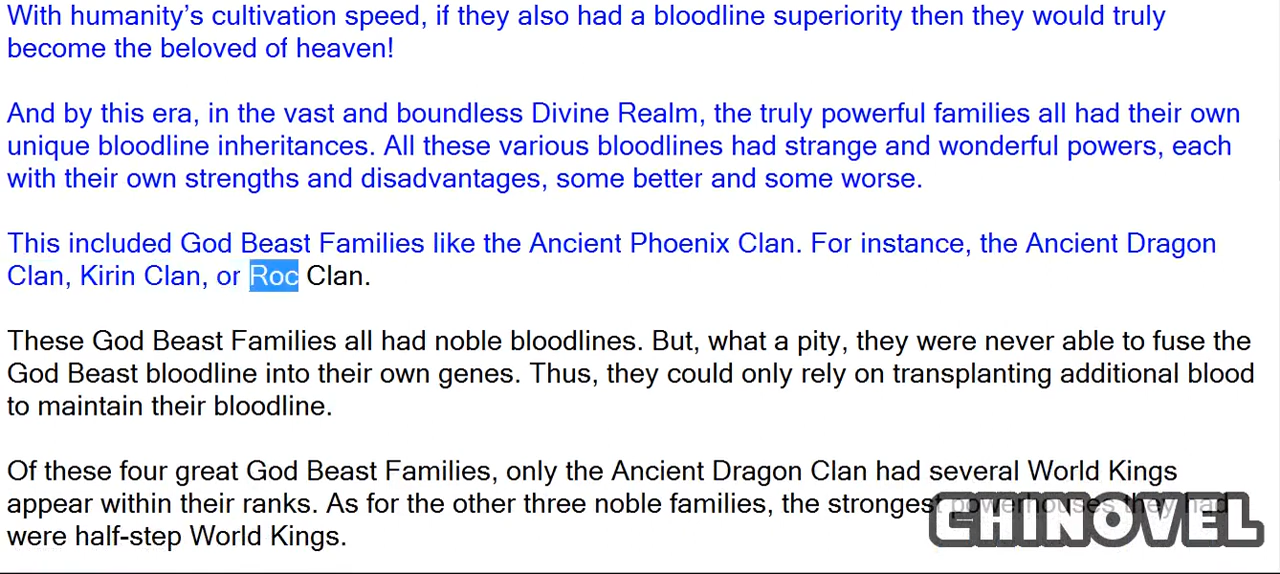 With humanity’s cultivation speed, if they also had a bloodline superiority then they would truly
become the beloved of heaven!
And by this era, in the vast and boundless Divine Realm, the truly powerful families all had their own
unique bloodline inheritances. All these various bloodlines had strange and wonderful powers, each
with their own strengths and disadvantages, some better and some worse.
This included God Beast Families like the Ancient Phoenix Clan. For instance, the Ancient Dragon
Clan, Kirin Clan, or Roc Clan.
These God Beast Families all had noble bloodlines. But, what a pity, they were never able to fuse the
God Beast bloodline into their own genes. Thus, they could only rely on transplanting additional blood
to maintain their bloodline.
Of these four great God Beast Families, only the Ancient Dragon Clan had several World Kings
appear within their ranks. As for the other three noble families, the strongest powerhouses they had
were half-step World Kings.
CHINOVEL